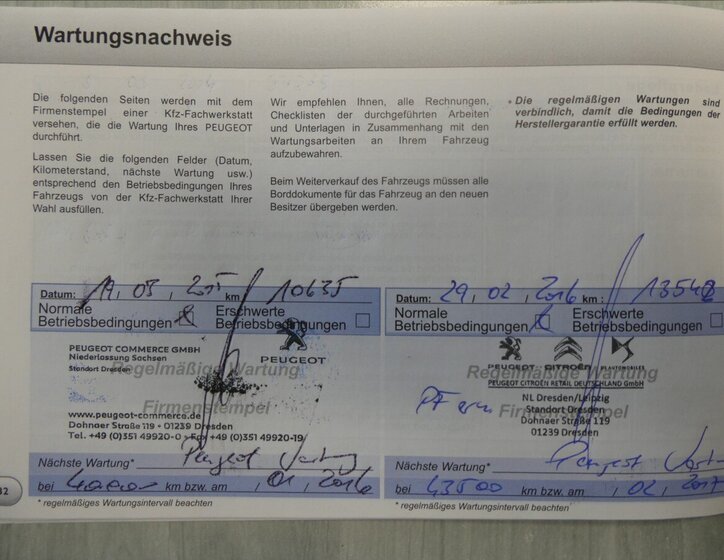 Wartungsnachweis
Die folgenden Seiten werden mit dem
Firmenstempel einer Kfz-Fachwerkstatt
versehen, die die Wartung Ihres PEUGEOT
durchführt.
Lassen Sie die folgenden Felder (Datum,
Kilometerstand, nächste Wartung usw.)
entsprechend den Betriebsbedingungen Ihres
Fahrzeugs von der Kfz-Fachwerkstatt Ihrer
Wahl ausfüllen.
Wir empfehlen Ihnen, alle Rechnungen,
Checklisten der durchgeführten Arbeiten
und Unterlagen in Zusammenhang mit den
Wartungsarbeiten an Ihrem Fahrzeug
aufzubewahren.
Beim Weiterverkauf des Fahrzeugs müssen alle
Borddokumente für das Fahrzeug an den neuen
Besitzer übergeben werden.
Die regelmäßigen Wartungen sind
verbindlich, damit die Bedingungen der
Herstellergarantie erfüllt werden.
Datum: 19. 03 , 2015 km : 10635
Normale Erschwerte
Betriebsbedingungen Betriebsbedingungen
PEUGEOT COMMERCE GMBH
Niederlassung Sachsen
Standort Dresden
PEUGEOT
Regelmäßige Wartung
Firmenstempel
www.peugeot-commerce.de
Dohnaer Straße 119 · 01239 Dresden
Tel. +49 (0)351 49920-0 · Fax +49 (0)351 49920-19
Nächste Wartung* Peugeot Wartung
bei 40000 km bzw. am , 01 , 2016
* regelmäßiges Wartungsintervall beachten
Datum: 29. 02 , 2016 km :
Normale Erschwerte
Betriebsbedingungen Betriebsbedingungen
PEUGEOT CITROËN DS AUTOMOBILES
Regelmäßige Wartung
PEUGEOT CITROËN RETAIL DEUTSCHLAND GmbH
NL Dresden/Leipzig
Firmenstempel
Standort Dresden
Dohnaer Straße 119
01239 Dresden
Nächste Wartung* Peugeot
bei 43500 km bzw. am , 02 , 2017
* regelmäßiges Wartungsintervall beachten
32